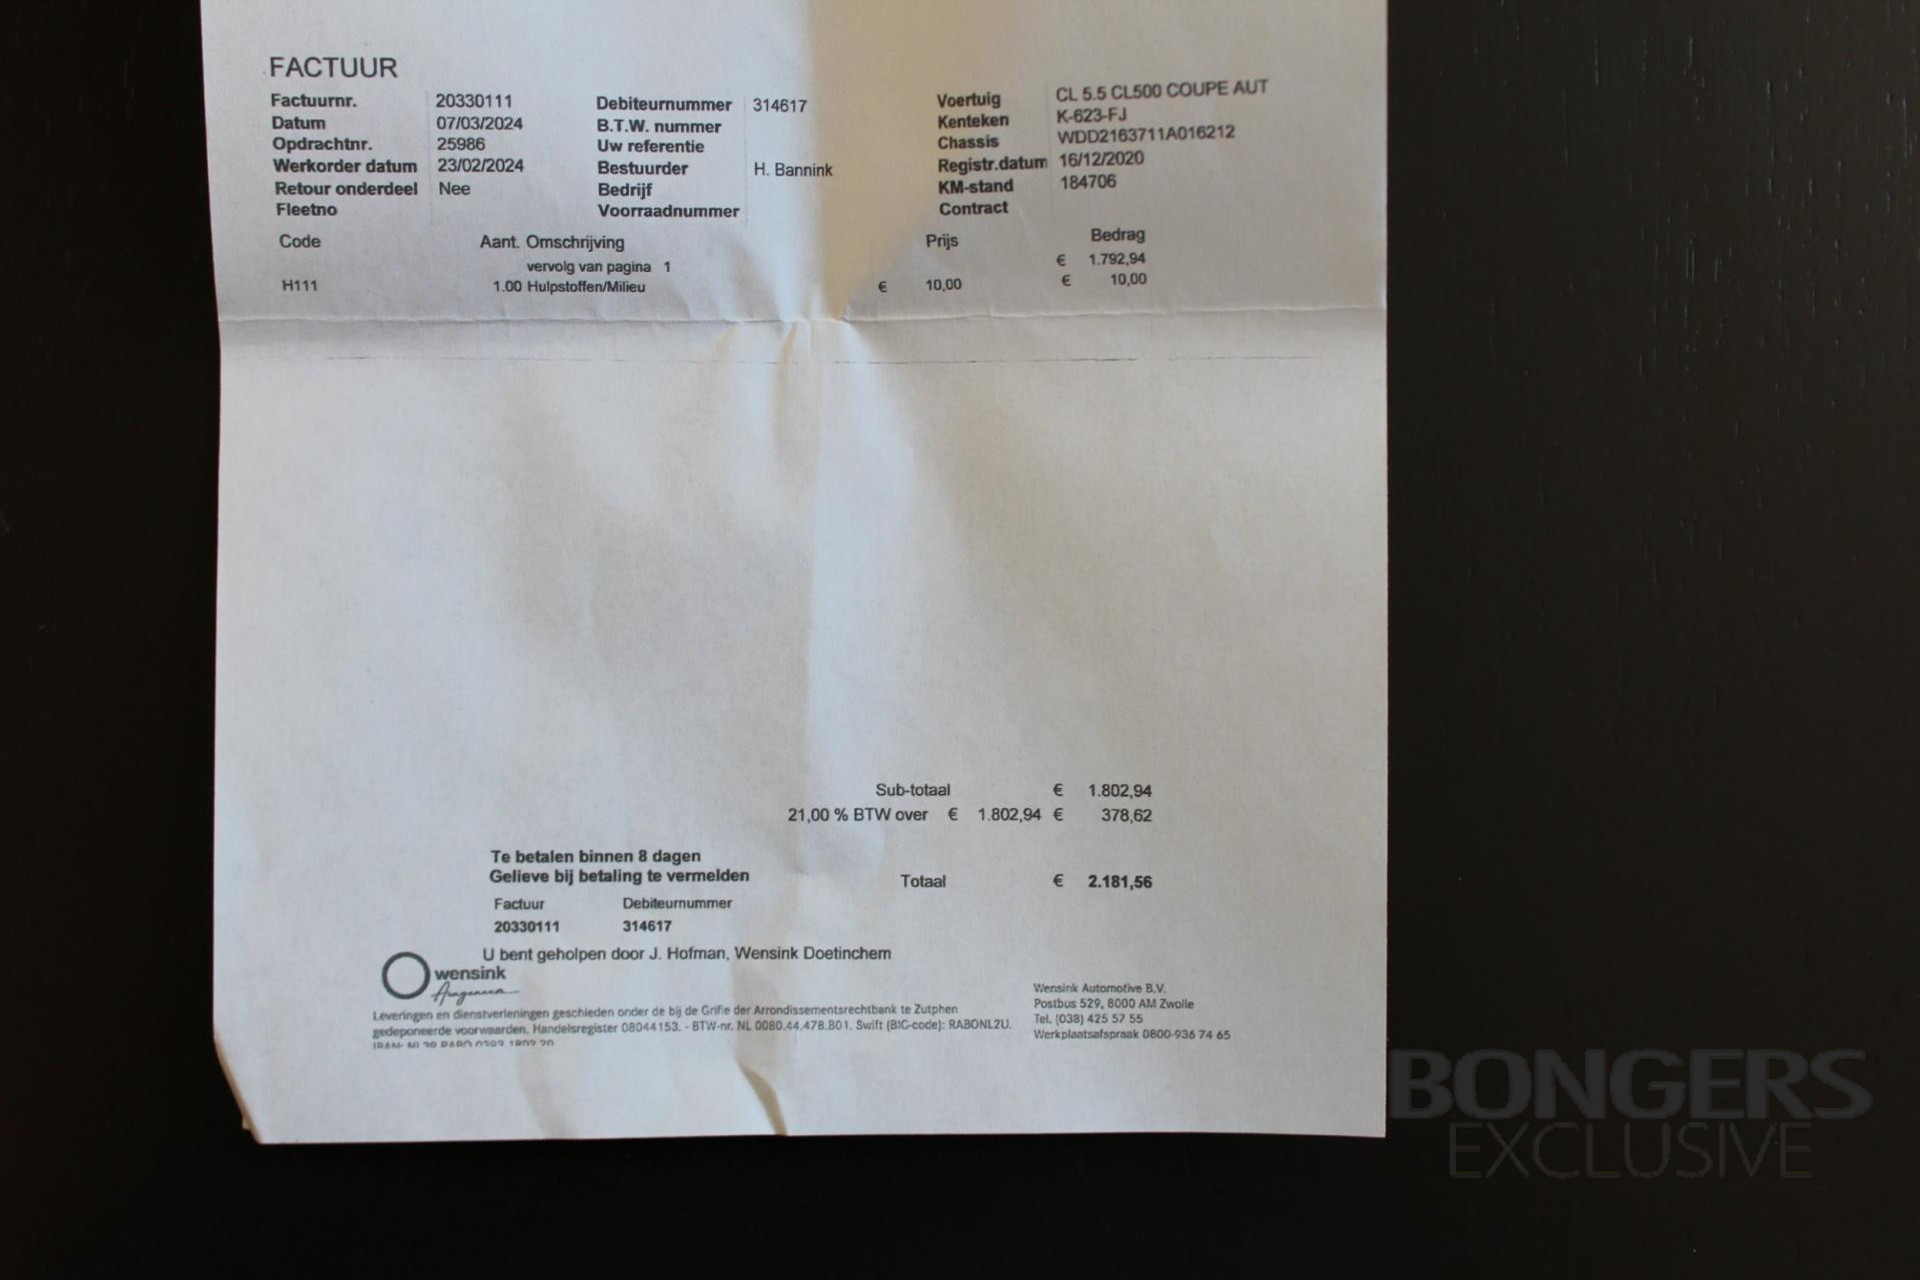 FACTUUR
Factuurnr. 20330111 Debiteurnummer 314617 Voertuig CL 5.5 CL500 COUPE AUT
Datum 07/03/2024 B.T.W. nummer Kenteken K-623-FJ
Opdrachtnr. 25986 Uw referentie Chassis WDD2163711A016212
Werkorder datum 23/02/2024 Bestuurder H. Bannink Registr.datum 16/12/2020
Retour onderdeel Nee Bedrijf KM-stand 184706
Fleetno Voorraadnummer Contract
Code Aant. Omschrijving Prijs Bedrag
vervolg van pagina 1 € 1.792,94
H111 1.00 Hulpstoffen/Milieu € 10,00 € 10,00
Sub-totaal € 1.802,94
21,00 % BTW over € 1.802,94 € 378,62
Te betalen binnen 8 dagen
Gelieve bij betaling te vermelden
Totaal € 2.181,56
Factuur Debiteurnummer
20330111 314617
U bent geholpen door J. Hofman, Wensink Doetinchem
wensink
Leveringen en dienstverleningen geschieden onder de bij de Griffie der Arrondissementsrechtbank te Zutphen
gedeponeerde voorwaarden. Handelsregister 08044153. - BTW-nr. NL 0080.44.478.B01. Swift (BIC-code): RABONL2U.
Wensink Automotive B.V.
Postbus 529, 8000 AM Zwolle
Tel. (038) 425 57 55
Werkplaatsafspraak 0800-936 74 65
BONGERS
EXCLUSIVE